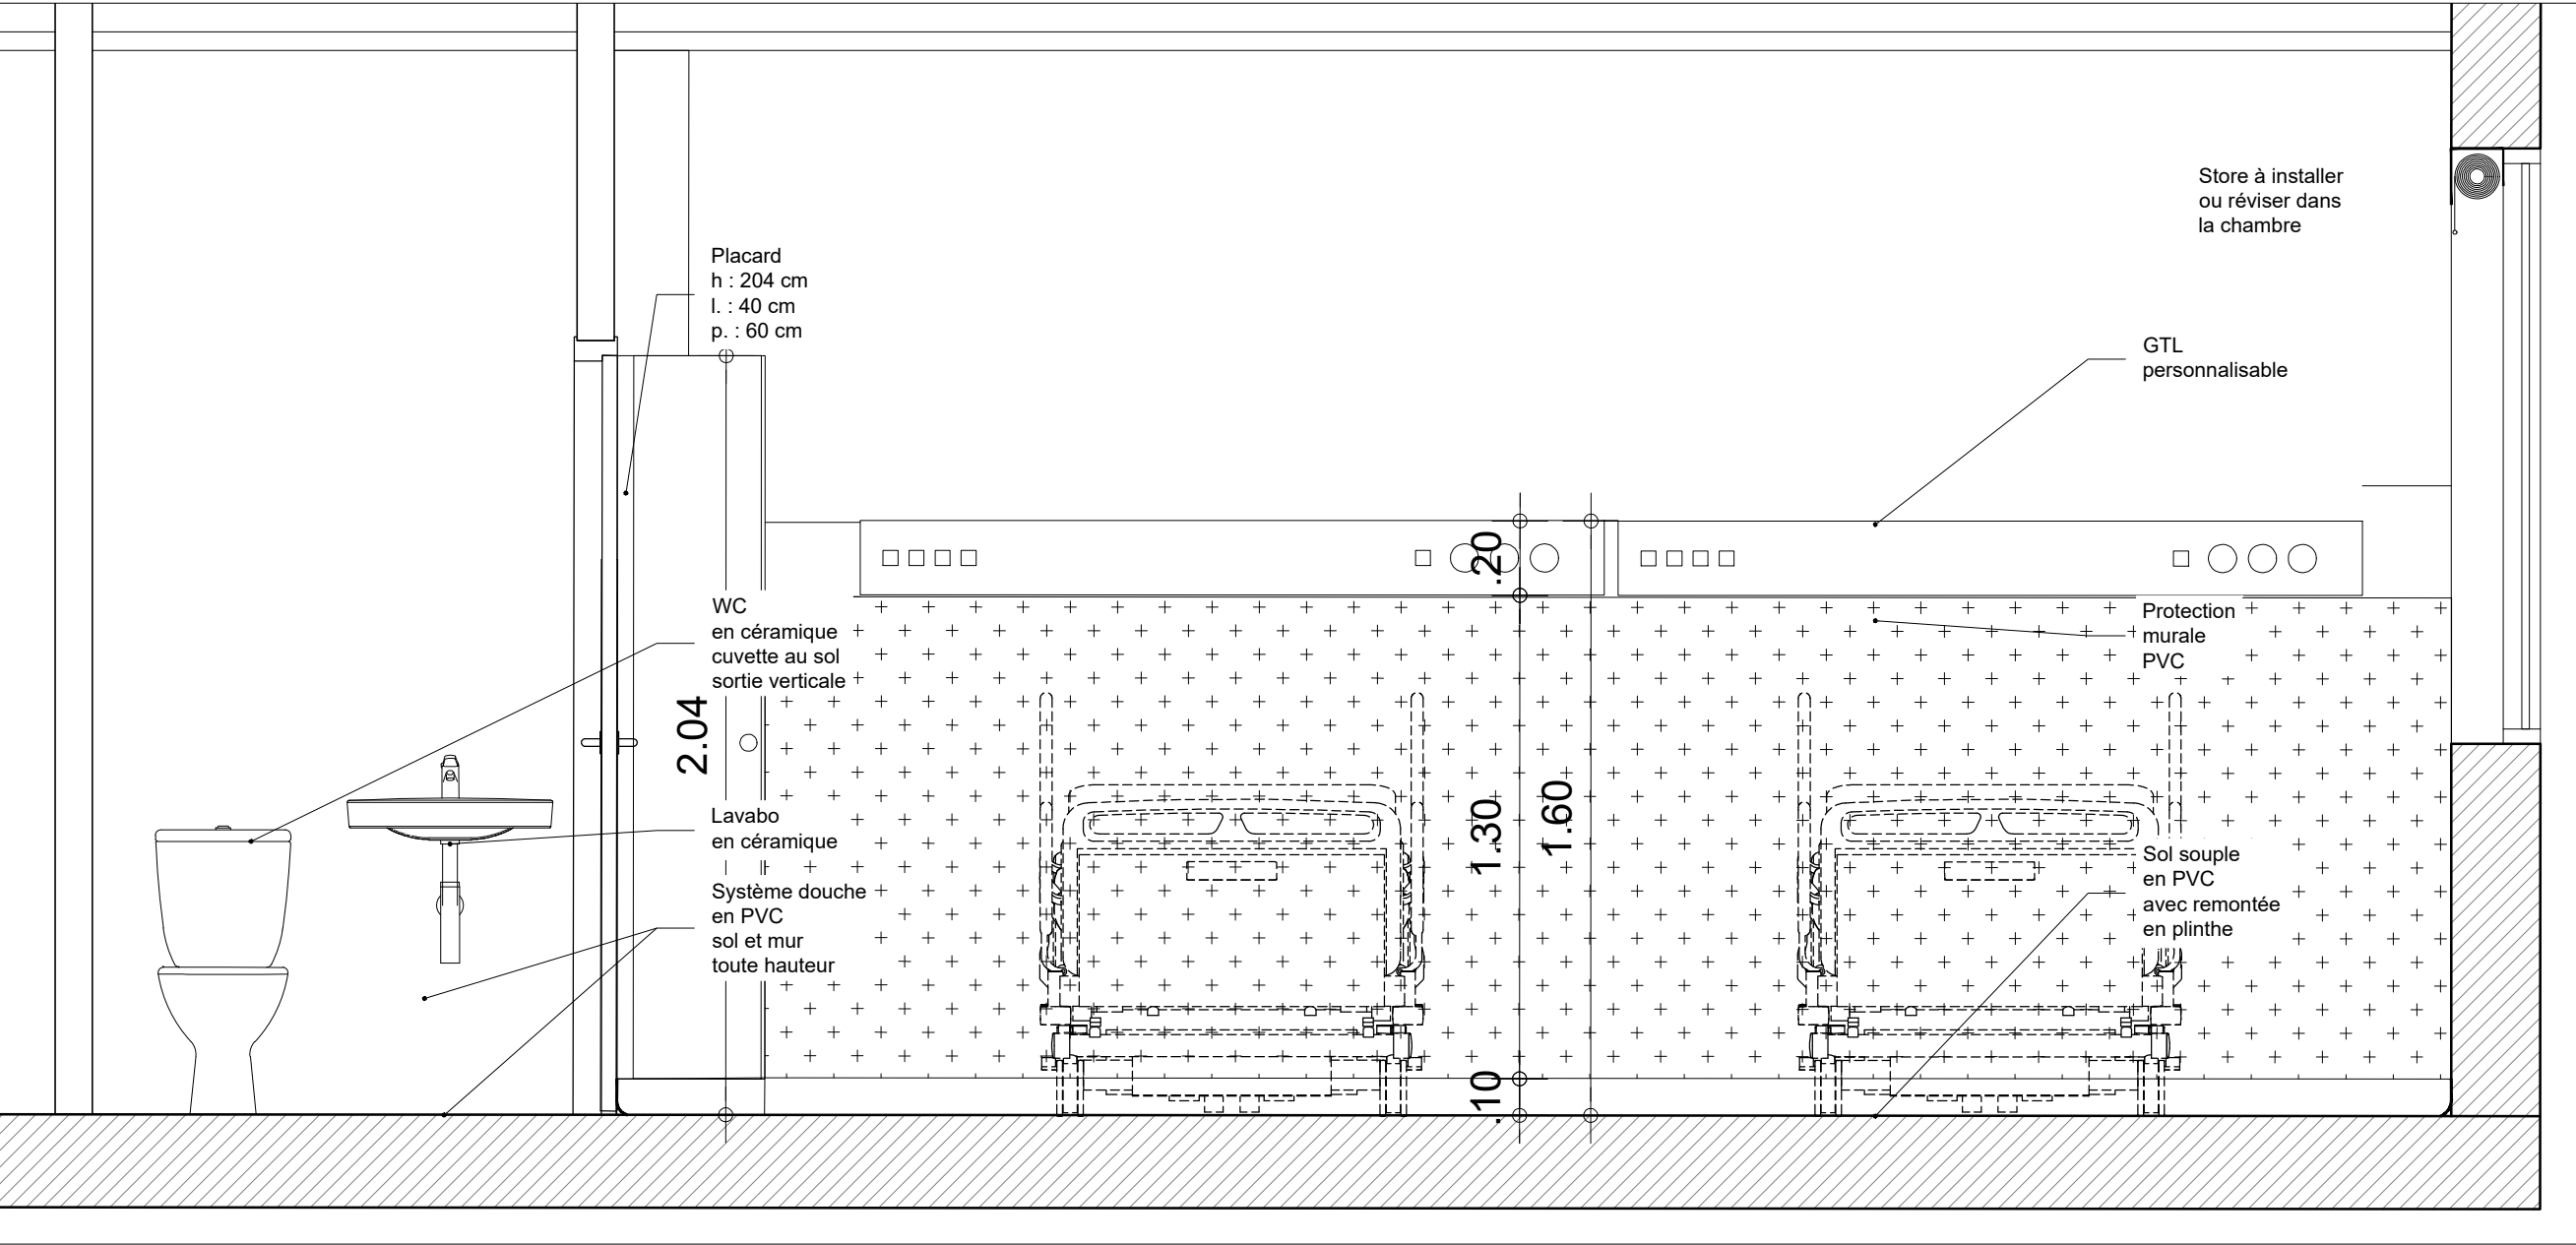 Store à installer
ou réviser dans
la chambre
Placard
h : 204 cm
l. : 40 cm
p. : 60 cm
GTL
personnalisable
.20
WC
en céramique
cuvette au sol
sortie verticale
Protection
murale
PVC
2.04
1.30
1.60
Lavabo
en céramique
Sol souple
en PVC
avec remontée
en plinthe
Système douche
en PVC
sol et mur
toute hauteur
.10